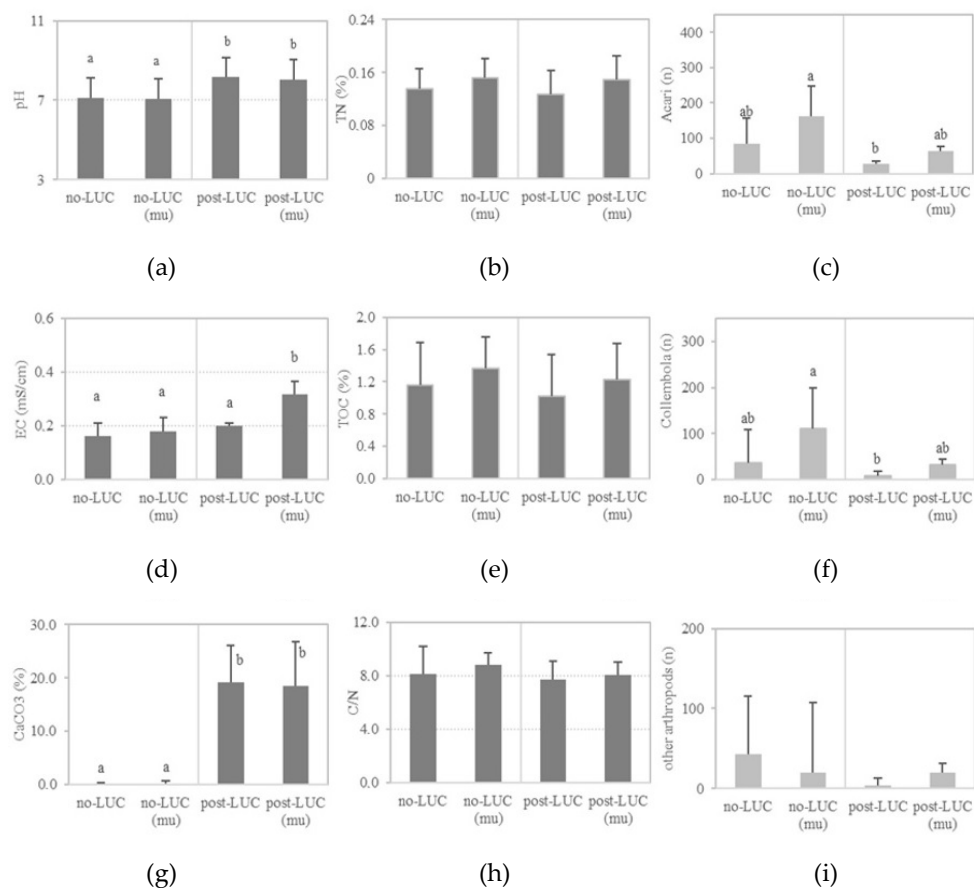 11
7
3
pH
a
a
b
b
no-LUC
no-LUC
(mu)
post-LUC
post-LUC
(mu)
(a)
0.24
0.16
0.08
0
TN (%)
no-LUC
no-LUC
(mu)
post-LUC
post-LUC
(mu)
(b)
400
300
200
100
0
Acari (n)
ab
a
b
ab
no-LUC
no-LUC
(mu)
post-LUC
post-LUC
(mu)
(c)
0.6
0.4
0.2
0.0
EC (mS/cm)
a
a
a
b
no-LUC
no-LUC
(mu)
post-LUC
post-LUC
(mu)
(d)
2.0
1.6
1.2
0.8
0.4
0.0
TOC (%)
no-LUC
no-LUC
(mu)
post-LUC
post-LUC
(mu)
(e)
300
200
100
0
Collembola (n)
ab
a
b
ab
no-LUC
no-LUC
(mu)
post-LUC
post-LUC
(mu)
(f)
30.0
20.0
10.0
0.0
CaCO3 (%)
a
a
b
b
no-LUC
no-LUC
(mu)
post-LUC
post-LUC
(mu)
(g)
12.0
8.0
4.0
0.0
C/N
no-LUC
no-LUC
(mu)
post-LUC
post-LUC
(mu)
(h)
200
100
0
other arthropods (n)
no-LUC
no-LUC
(mu)
post-LUC
post-LUC
(mu)
(i)